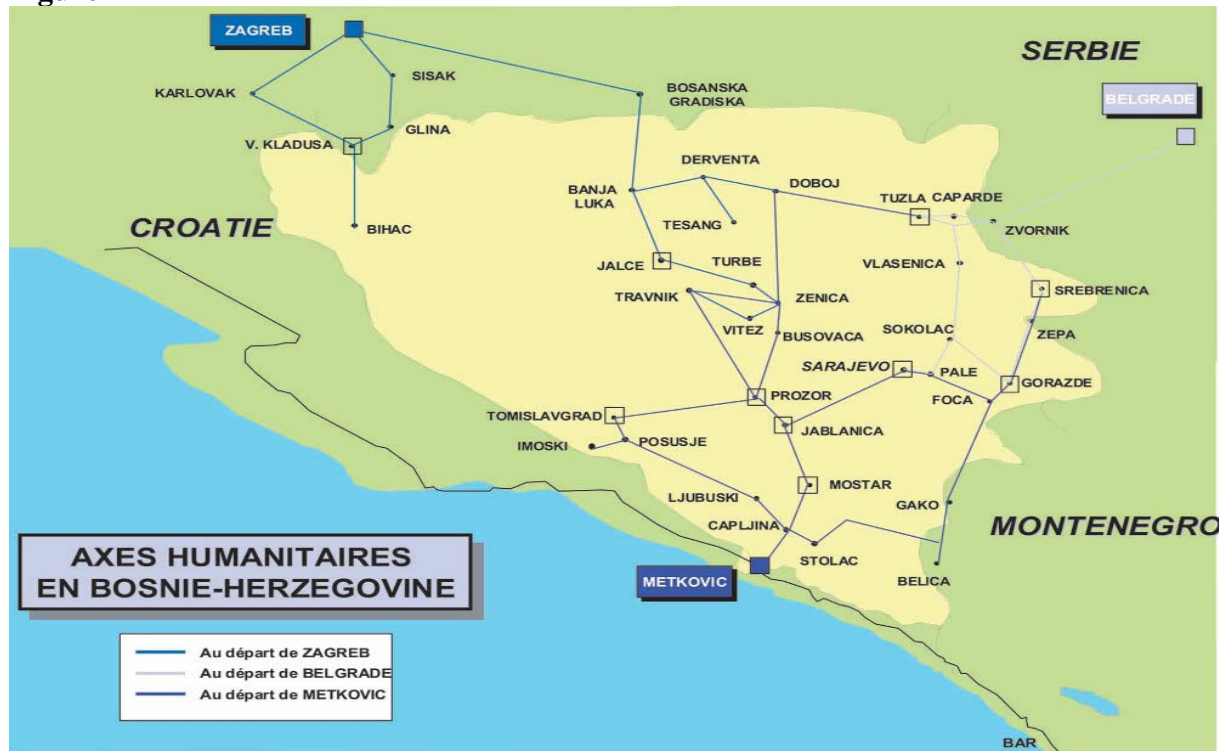 ZAGREB
SERBIE
SISAK
KARLOVAK
BOSANSKA
GRADISKA
BELGRADE
GLINA
V. KLADUSA
DERVENTA
BANJA
LUKA
DOBOJ
TUZLA
CAPARDE
CROATIE
BIHAC
TESANG
ZVORNIK
JALCE
TURBE
VLASENICA
TRAVNIK
ZENICA
SREBRENICA
VITEZ
BUSOVACA
SOKOLAC
ZEPA
SARAJEVO
PALE
GORAZDE
PROZOR
FOCA
TOMISLAVGRAD
JABLANICA
IMOSKI
POSUSJE
MOSTAR
LJUBUSKI
GAKO
CAPLJINA
MONTENEGRO
STOLAC
AXES HUMANITAIRES
EN BOSNIE-HERZEGOVINE
METKOVIC
BELICA
Au départ de ZAGREB
Au départ de BELGRADE
Au départ de METKOVIC
BAR